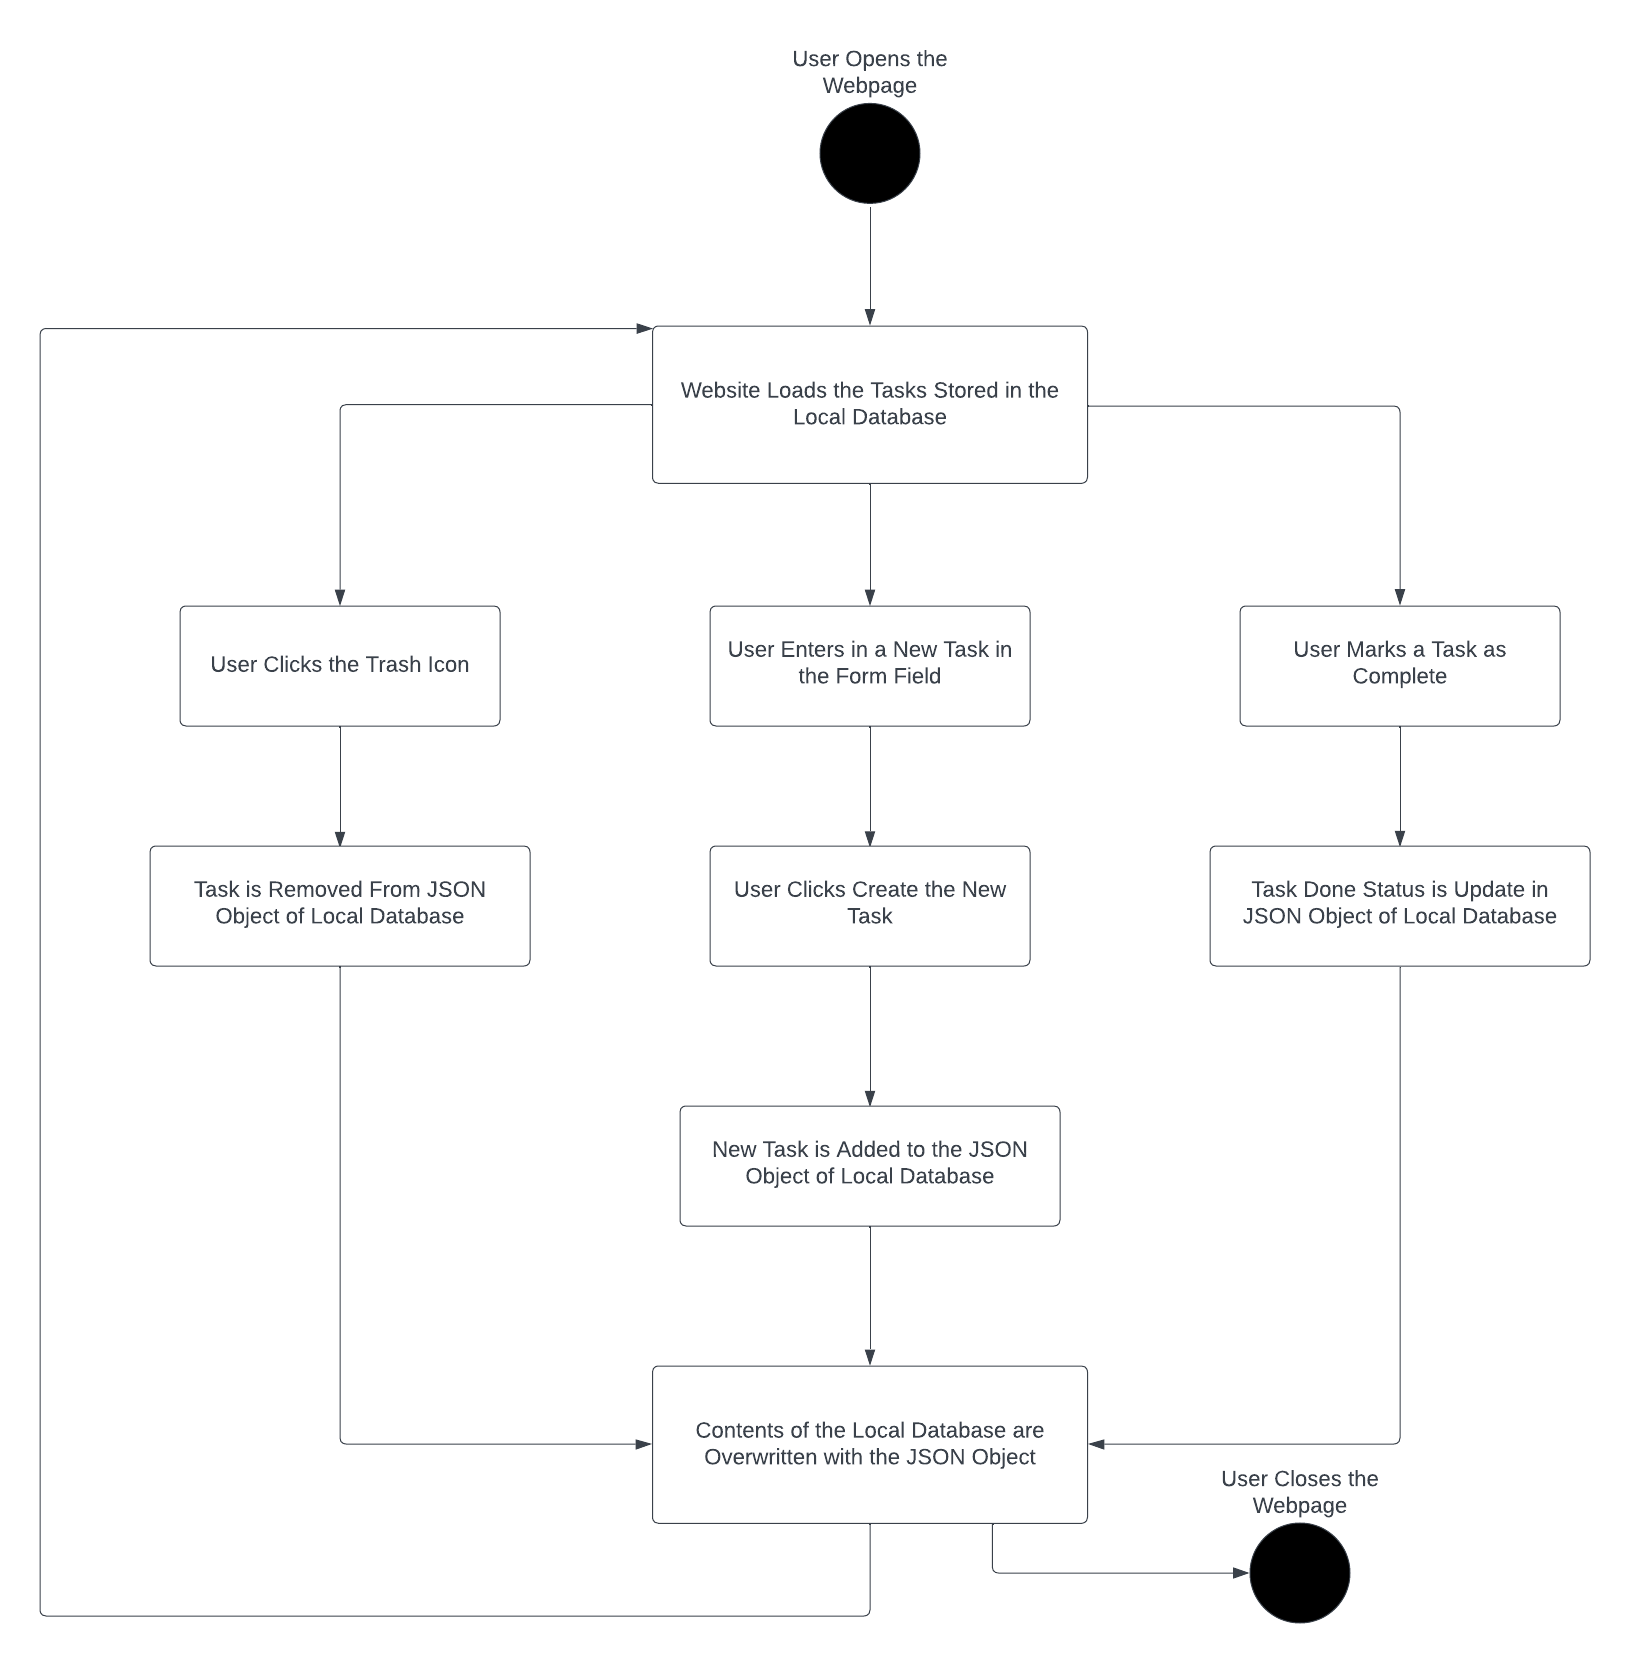 User Opens the
Webpage
Website Loads the Tasks Stored in the
Local Database
User Clicks the Trash Icon
User Enters in a New Task in
the Form Field
User Marks a Task as
Complete
Task is Removed From JSON
Object of Local Database
User Clicks Create the New
Task
Task Done Status is Update in
JSON Object of Local Database
New Task is Added to the JSON
Object of Local Database
Contents of the Local Database are
Overwritten with the JSON Object
User Closes the
Webpage